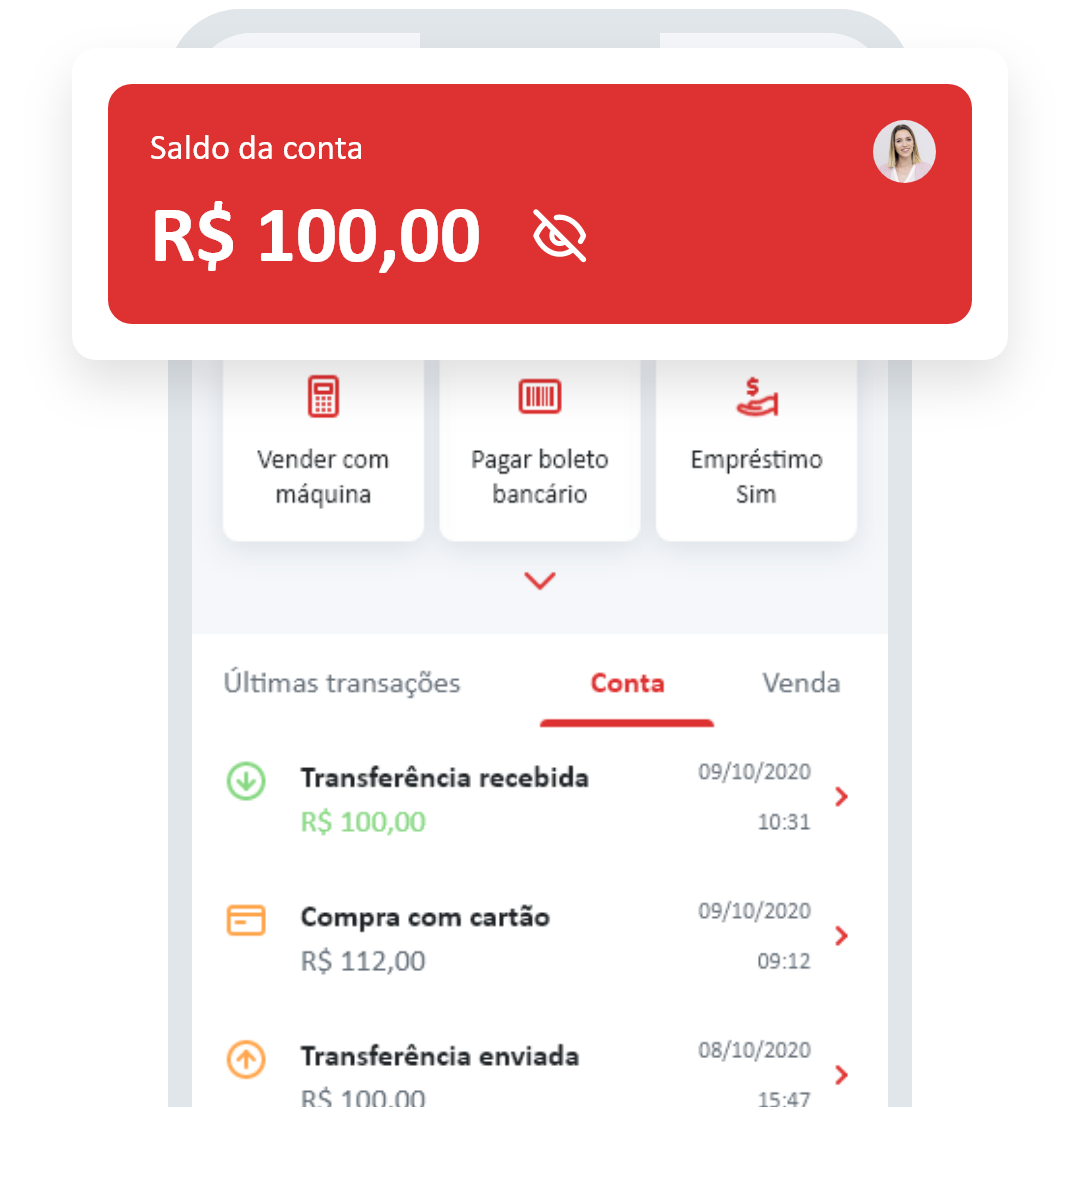 Saldo da conta
R$ 100,00
Vender com
máquina
Pagar boleto
bancário
Empréstimo
Sim
Últimas transações
Conta
Venda
Transferência recebida
09/10/2020
R$ 100,00
10:31
Compra com cartão
09/10/2020
R$ 112,00
09:12
Transferência enviada
08/10/2020
R$ 100,00
15:47